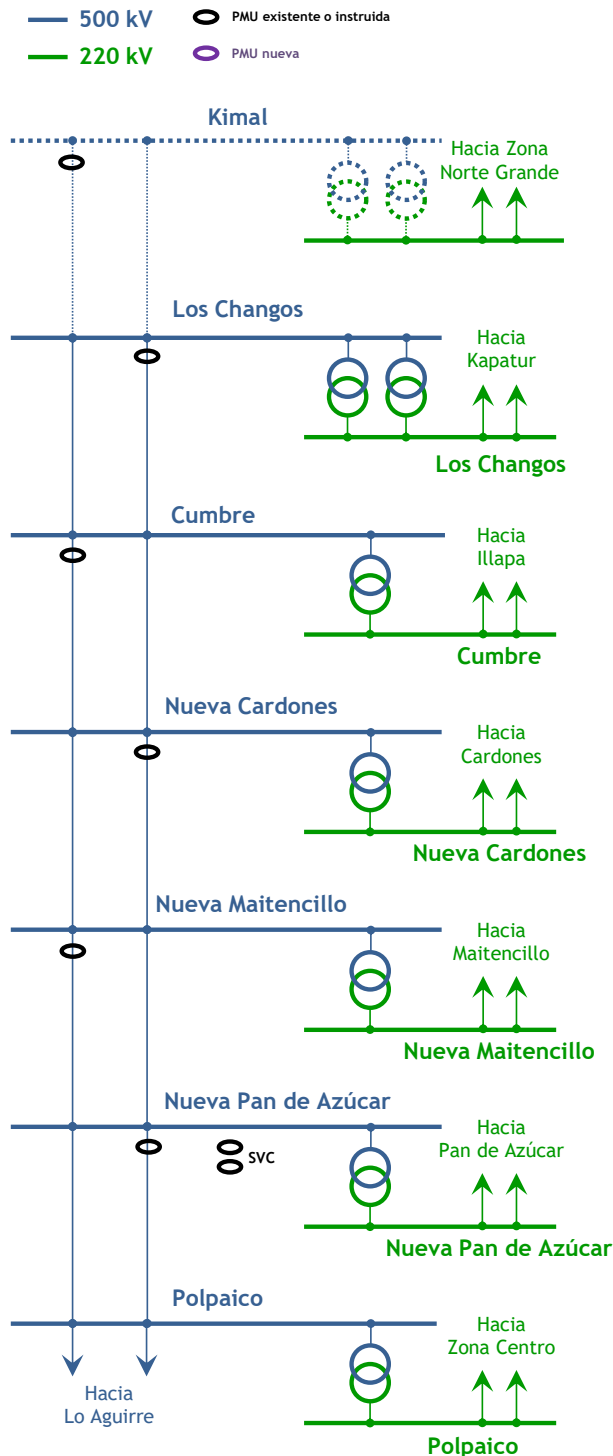 500 kV
PMU existente o instruida
220 kV
PMU nueva
Kimal
Hacia Zona
Norte Grande
Los Changos
Hacia
Kapatur
Los Changos
Cumbre
Hacia
Illapa
Cumbre
Nueva Cardones
Hacia
Cardones
Nueva Cardones
Nueva Maitencillo
Hacia
Maitencillo
Nueva Maitencillo
Nueva Pan de Azúcar
Hacia
Pan de Azúcar
SVC
Nueva Pan de Azúcar
Polpaico
Hacia
Zona Centro
Hacia
Lo Aguirre
Polpaico